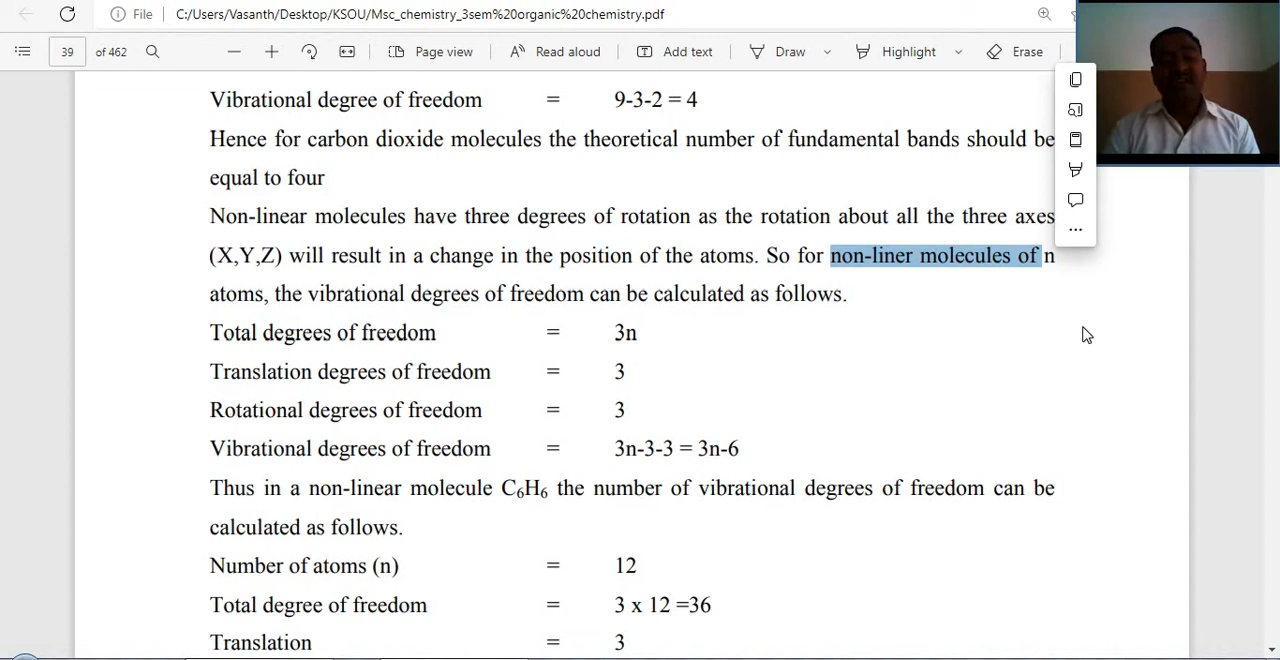 File C:/Users/Vasanth/Desktop/KSOU/Msc_chemistry_3sem%20organic%20chemistry.pdf
39 of 462 Page view Read aloud Add text Draw Highlight Erase
Vibrational degree of freedom = 9-3-2 = 4
Hence for carbon dioxide molecules the theoretical number of fundamental bands should be
equal to four
Non-linear molecules have three degrees of rotation as the rotation about all the three axes
(X,Y,Z) will result in a change in the position of the atoms. So for non-liner molecules of n
atoms, the vibrational degrees of freedom can be calculated as follows.
Total degrees of freedom = 3n
Translation degrees of freedom = 3
Rotational degrees of freedom = 3
Vibrational degrees of freedom = 3n-3-3 = 3n-6
Thus in a non-linear molecule C₆H₆ the number of vibrational degrees of freedom can be
calculated as follows.
Number of atoms (n) = 12
Total degree of freedom = 3 x 12 =36
Translation = 3